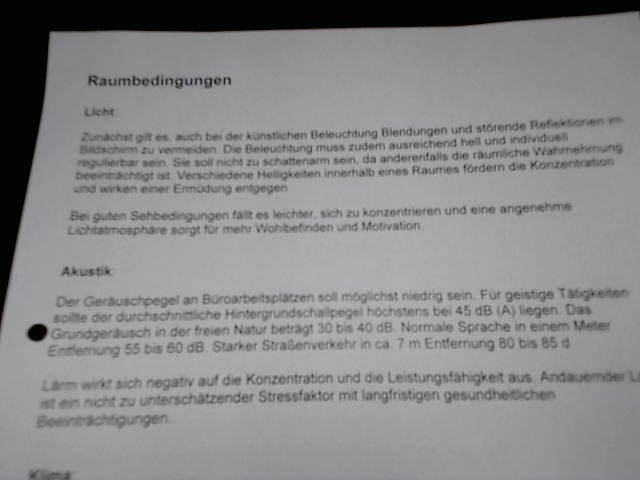 Raumbedingungen
Licht:
Zunächst gilt es, auch bei der künstlichen Beleuchtung Blendungen und störende Reflektionen im
Bildschirm zu vermeiden. Die Beleuchtung muss zudem ausreichend hell und individuell
regulierbar sein. Sie soll nicht zu schattenarm sein, da anderenfalls die räumliche Wahrnehmung
beeinträchtigt ist. Verschiedene Helligkeiten innerhalb eines Raumes fördern die Konzentration
und wirken einer Ermüdung entgegen
Bei guten Sehbedingungen fällt es leichter, sich zu konzentrieren und eine angenehme
Lichtatmosphäre sorgt für mehr Wohlbefinden und Motivation.
Akustik:
Der Geräuschpegel an Büroarbeitsplätzen soll möglichst niedrig sein. Für geistige Tätigkeiten
sollte der durchschnittliche Hintergrundschallpegel höchstens bei 45 dB (A) liegen. Das
Grundgeräusch in der freien Natur beträgt 30 bis 40 dB. Normale Sprache in einem Meter
Entfernung 55 bis 60 dB. Starker Straßenverkehr in ca. 7 m Entfernung 80 bis 85 d
Lärm wirkt sich negativ auf die Konzentration und die Leistungsfähigkeit aus. Andauernder L
ist ein nicht zu unterschätzender Stressfaktor mit langfristigen gesundheitlichen
Beeinträchtigungen.
Klima: